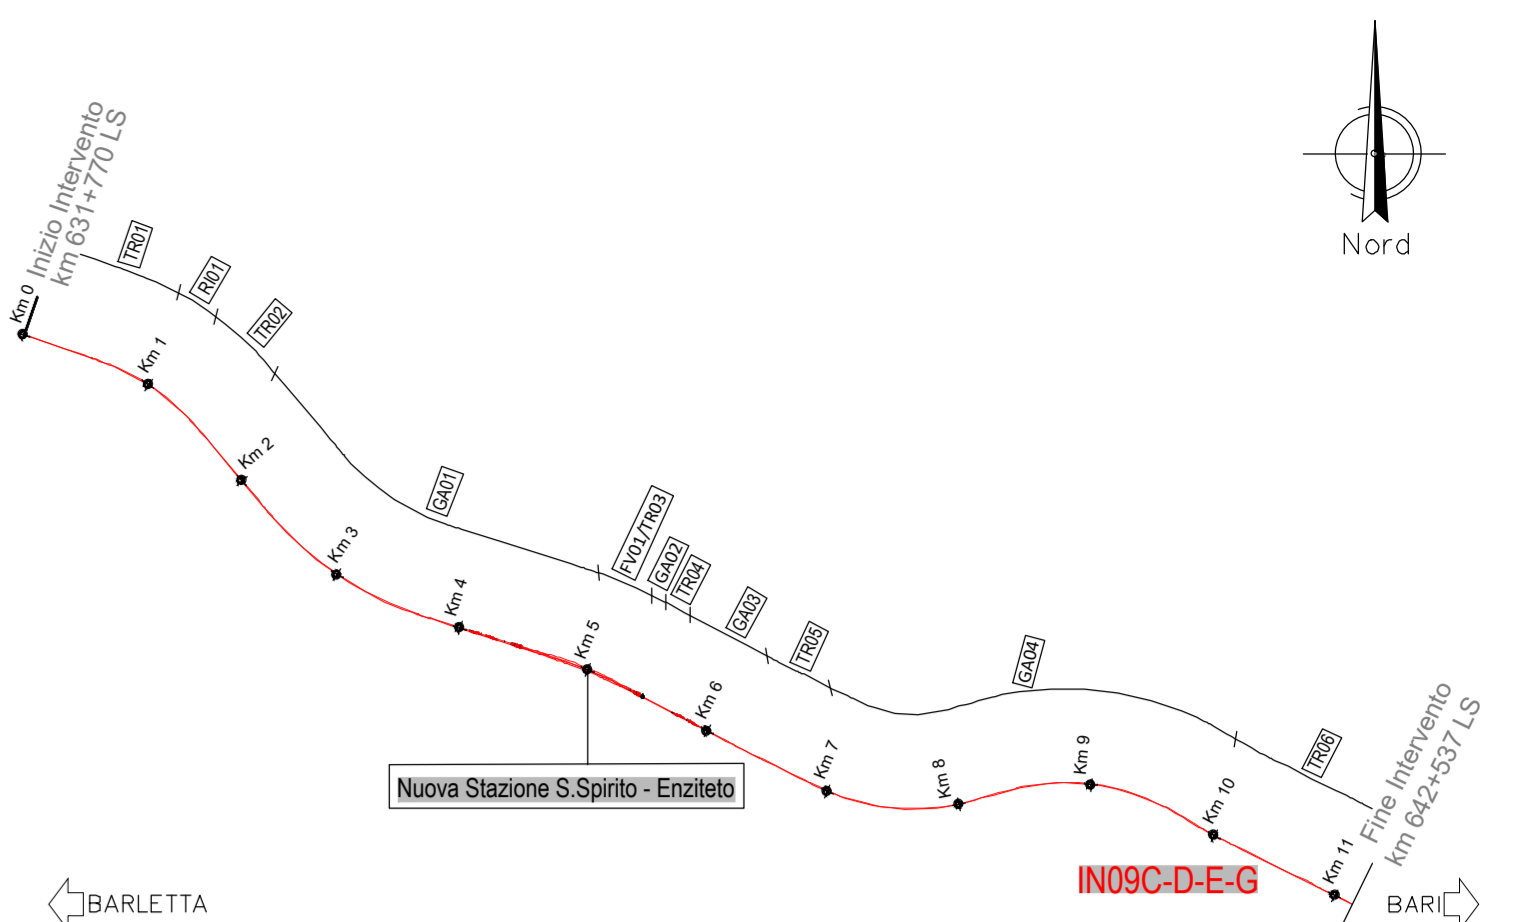 Nord
Inizio Intervento
km 631+770 LS
TR01
RI01
TR02
GA01
FV01/TR03
GA02
TR04
GA03
TR05
GA04
TR06
Km 0
Km 1
Km 2
Km 3
Km 4
Km 5
Km 6
Km 7
Km 8
Km 9
Km 10
Km 11
Fine Intervento
km 642+537 LS
Nuova Stazione S.Spirito - Enziteto
IN09C-D-E-G
BARLETTA
BARI